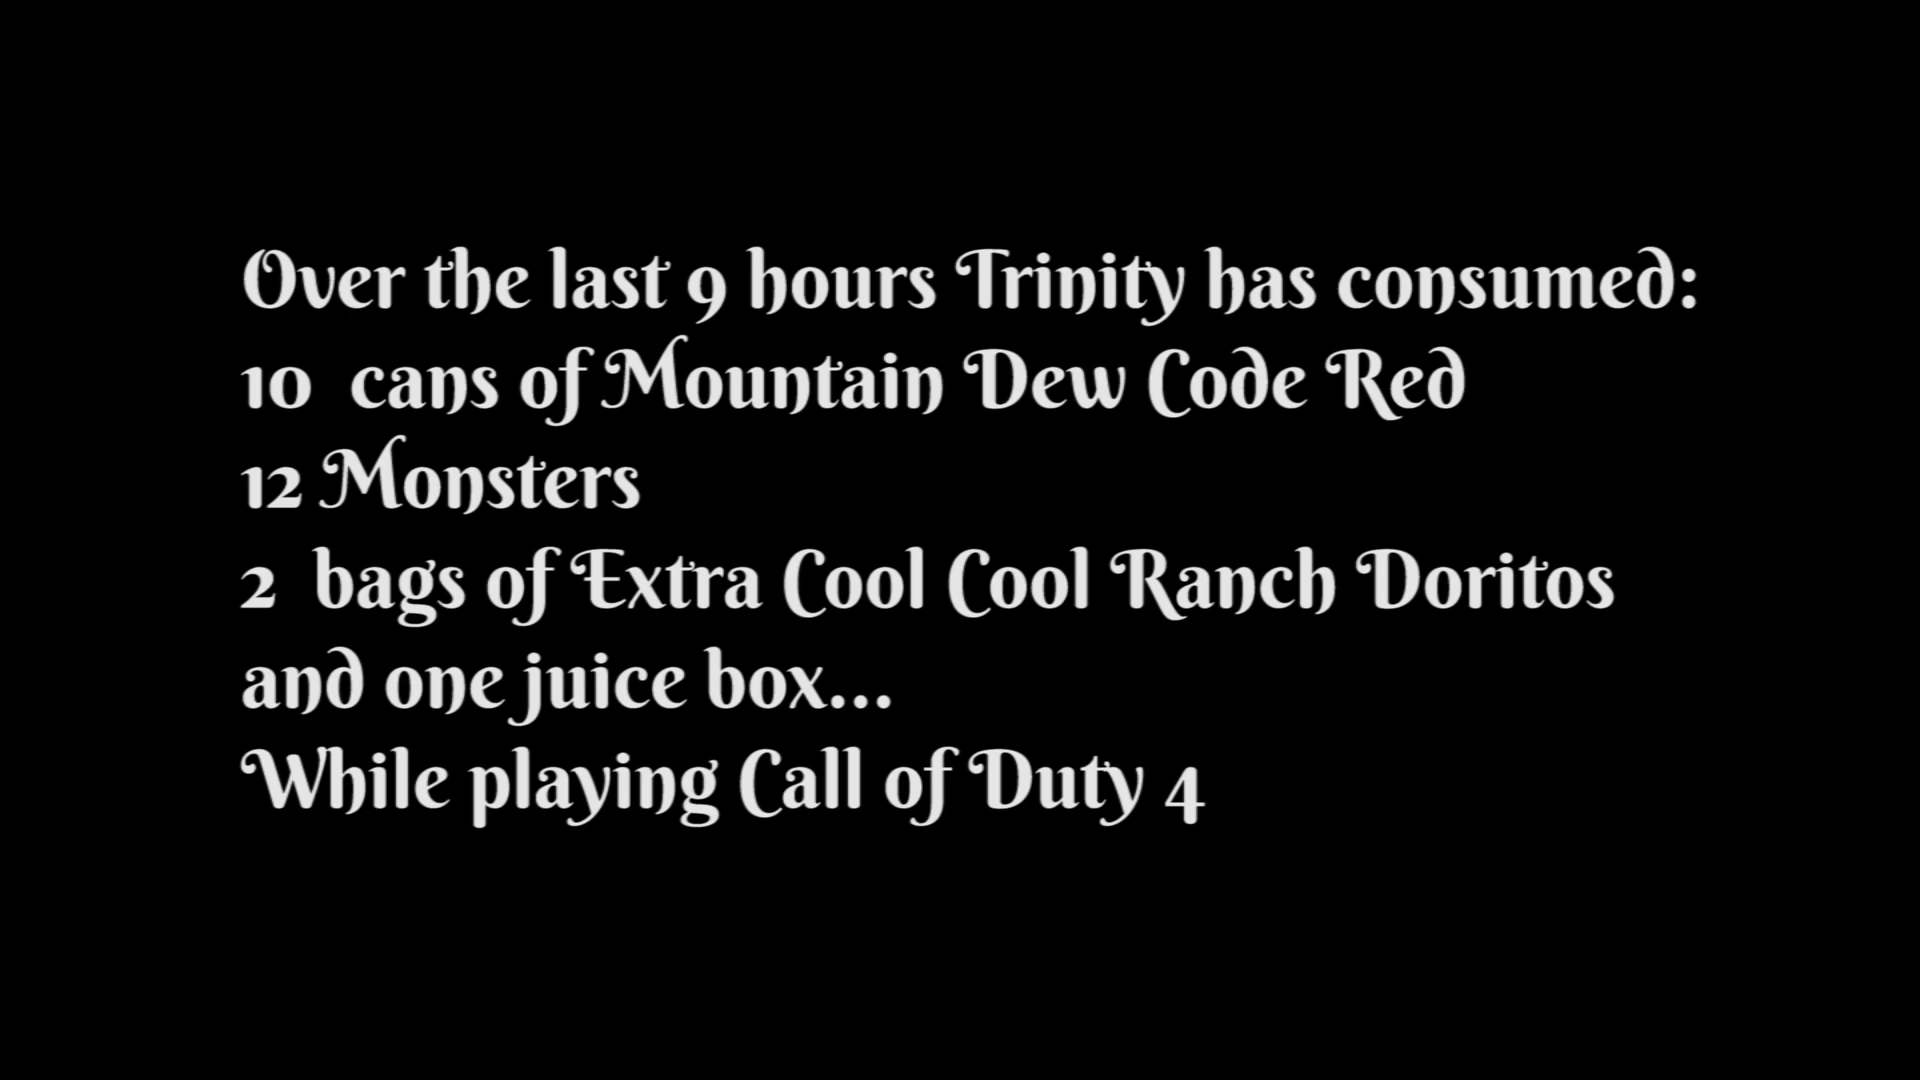 Over the last 9 hours Trinity has consumed:
10  cans of Mountain Dew Code Red
12 Monsters
2  bags of Extra Cool Cool Ranch Doritos
and one juice box...
While playing Call of Duty 4